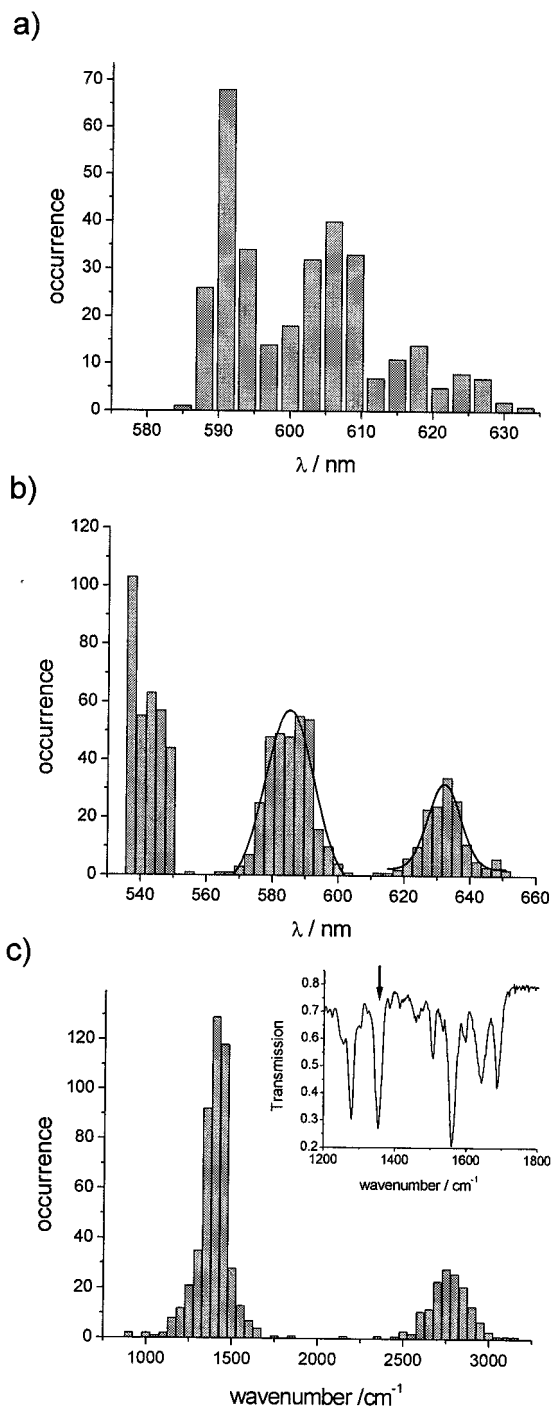 a)
70
60
50
40
30
20
10
0
occurrence
580 590 600 610 620 630
λ / nm
b)
120
100
80
60
40
20
0
occurrence
540 560 580 600 620 640 660
λ / nm
c)
120
100
80
60
40
20
0
occurrence
1000 1500 2000 2500 3000
wavenumber /cm⁻¹
0.8
0.7
0.6
0.5
0.4
0.3
0.2
Transmission
1200 1400 1600 1800
wavenumber / cm⁻¹